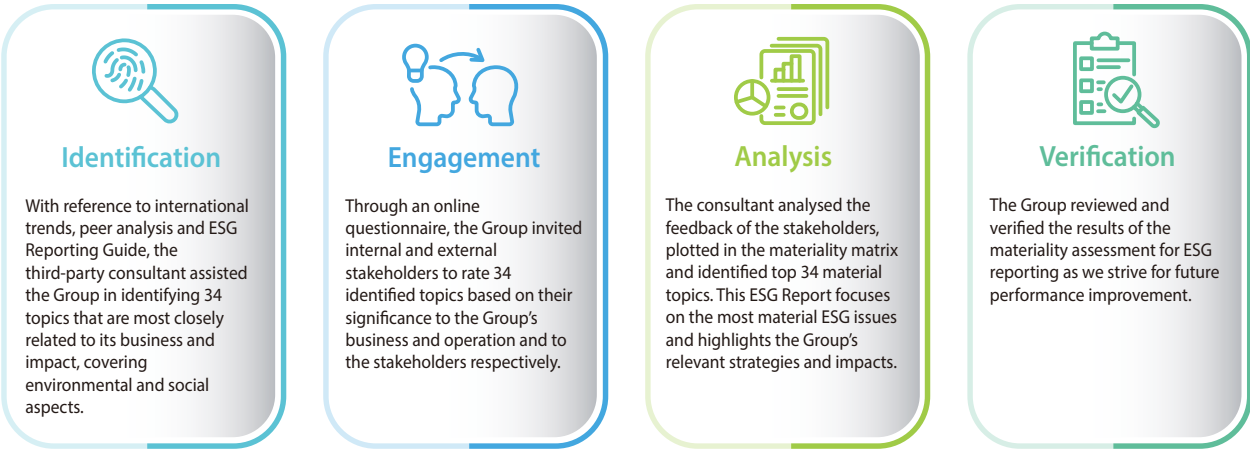 Identification
With reference to international
trends, peer analysis and ESG
Reporting Guide, the
third-party consultant assisted
the Group in identifying 34
topics that are most closely
related to its business and
impact, covering
environmental and social
aspects.
Engagement
Through an online
questionnaire, the Group invited
internal and external
stakeholders to rate 34
identified topics based on their
significance to the Group's
business and operation and to
the stakeholders respectively.
Analysis
The consultant analysed the
feedback of the stakeholders,
plotted in the materiality matrix
and identified top 34 material
topics. This ESG Report focuses
on the most material ESG issues
and highlights the Group's
relevant strategies and impacts.
Verification
The Group reviewed and
verified the results of the
materiality assessment for ESG
reporting as we strive for future
performance improvement.